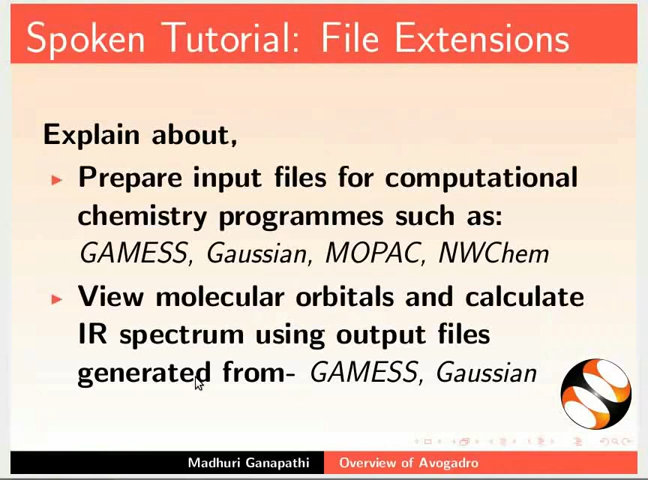 Spoken Tutorial: File Extensions
Explain about,
Prepare input files for computational
chemistry programmes such as:
GAMESS, Gaussian, MOPAC, NWChem
View molecular orbitals and calculate
IR spectrum using output files
generated from- GAMESS, Gaussian
Madhuri Ganapathi Overview of Avogadro